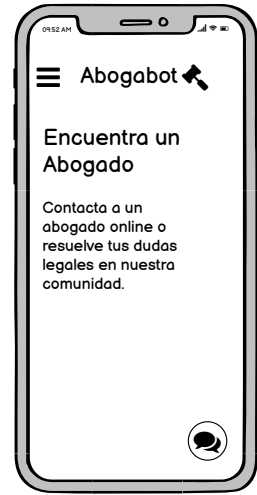 09:52 AM
Abogabot
Encuentra un
Abogado
Contacta a un
abogado online o
resuelve tus dudas
legales en nuestra
comunidad.